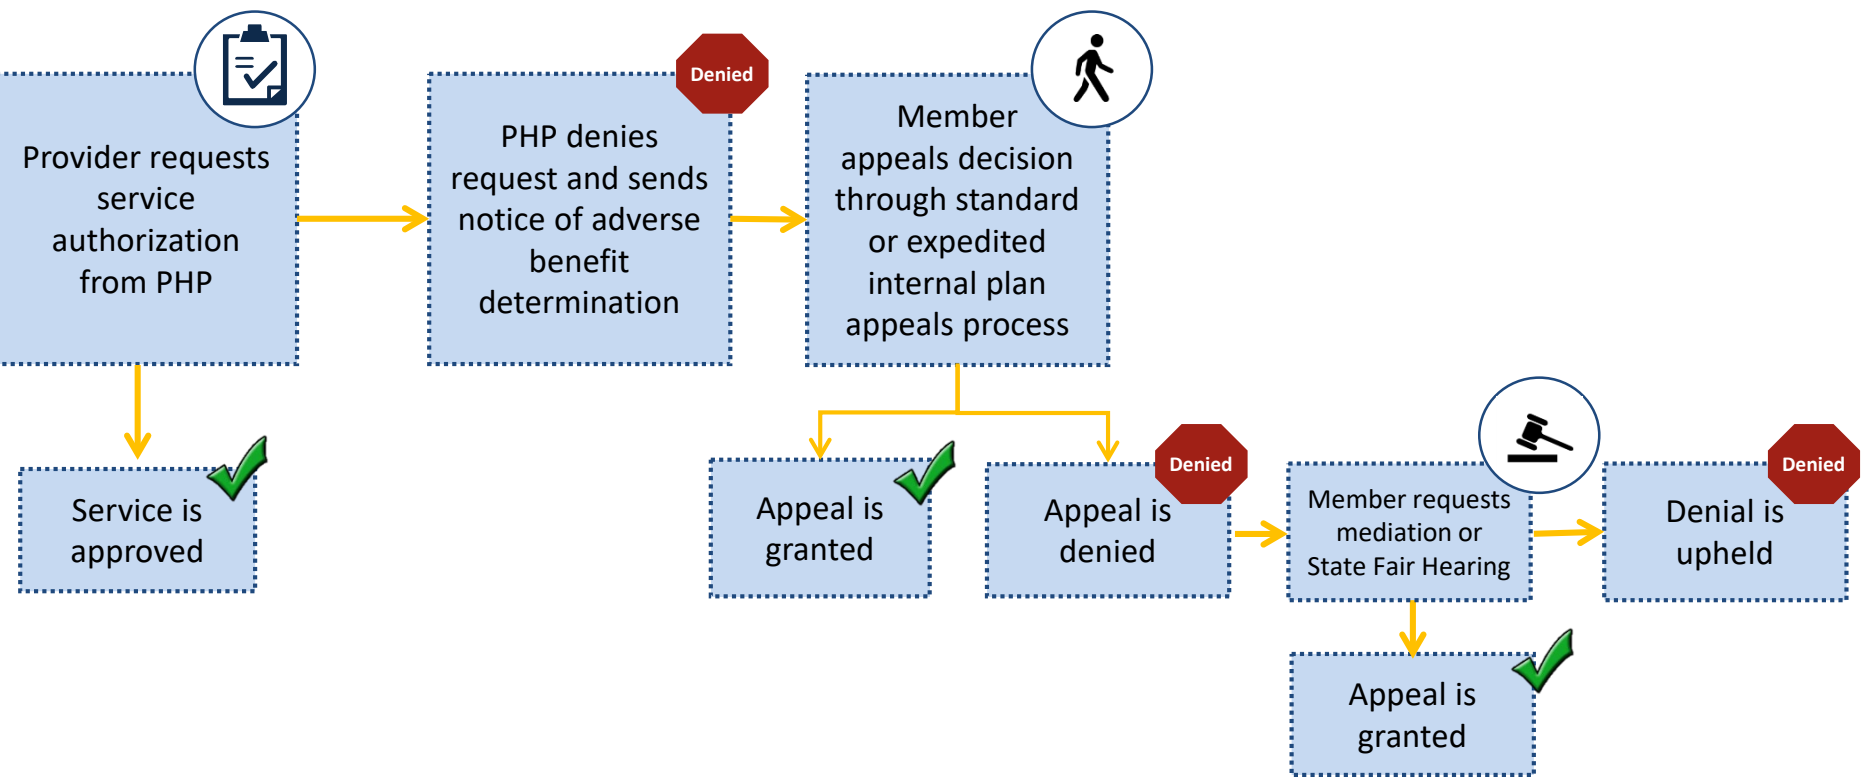 Provider requests
service
authorization
from PHP
Denied
PHP denies
request and sends
notice of adverse
benefit
determination
Member
appeals decision
through standard
or expedited
internal plan
appeals process
Service is
approved
Appeal is
granted
Denied
Appeal is
denied
Member requests
mediation or
State Fair Hearing
Denied
Denial is
upheld
Appeal is
granted